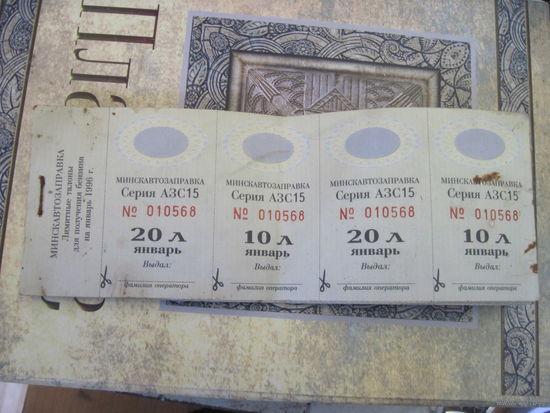 МИНСКАВТОЗАПРАВКА
Лимитные талоны
для получения бензина
на январь 1996 г.
МИНСКАВТОЗАПРАВКА
Серия АЗС15
№ 010568
20 л
январь
Выдал:
фамилия оператора
МИНСКАВТОЗАПРАВКА
Серия АЗС15
№ 010568
10 л
январь
Выдал:
фамилия оператора
МИНСКАВТОЗАПРАВКА
Серия АЗС15
№ 010568
20 л
январь
Выдал:
фамилия оператора
МИНСКАВТОЗАПРАВКА
Серия АЗС15
№ 010568
10 л
январь
Выдал:
фамилия оператора